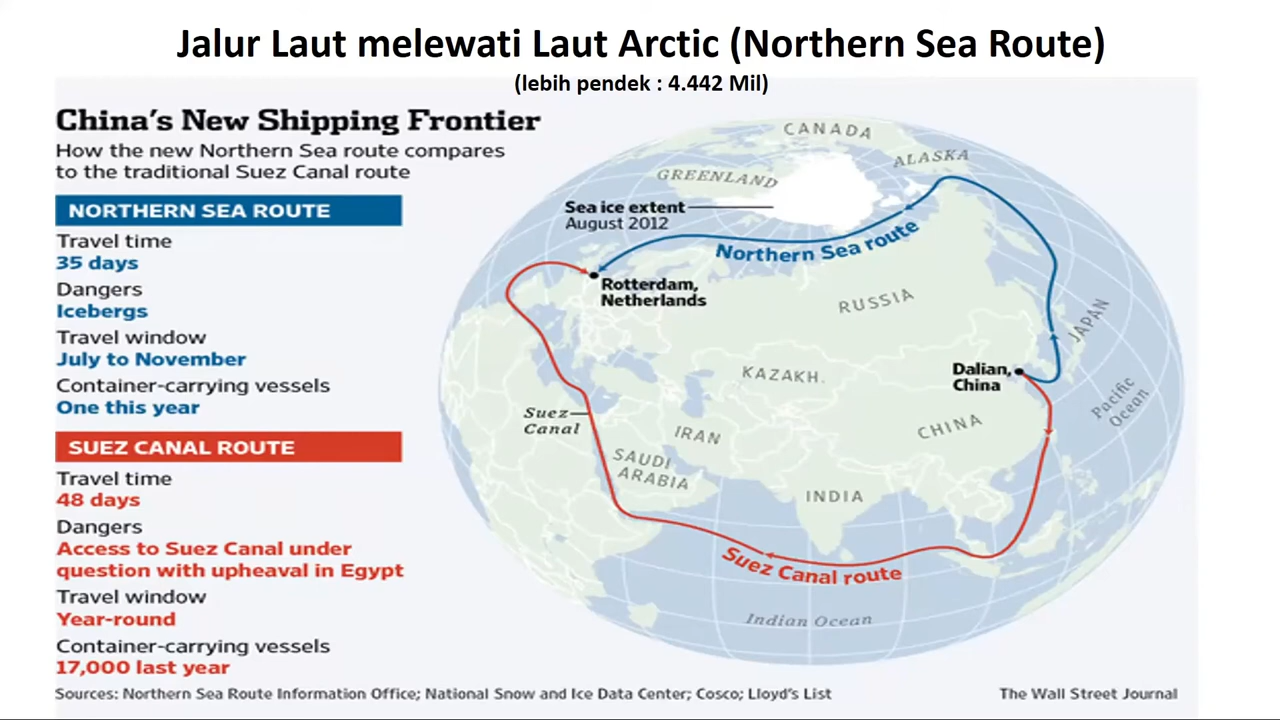 Jalur Laut melewati Laut Arctic (Northern Sea Route)
(lebih pendek : 4.442 Mil)
China's New Shipping Frontier
How the new Northern Sea route compares
to the traditional Suez Canal route
NORTHERN SEA ROUTE
Travel time
35 days
Dangers
Icebergs
Travel window
July to November
Container-carrying vessels
One this year
SUEZ CANAL ROUTE
Travel time
48 days
Dangers
Access to Suez Canal under
question with upheaval in Egypt
Travel window
Year-round
Container-carrying vessels
17,000 last year
CANADA
ALASKA
GREENLAND
Sea ice extent
August 2012
Northern Sea route
Rotterdam,
Netherlands
RUSSIA
JAPAN
KAZAKH.
Dalian,
China
Pacific
Ocean
Suez
Canal
IRAN
CHINA
SAUDI
ARABIA
INDIA
Suez Canal route
Indian Ocean
Sources: Northern Sea Route Information Office; National Snow and Ice Data Center; Cosco; Lloyd's List
The Wall Street Journal